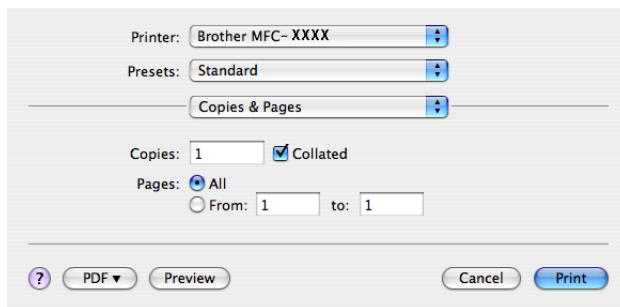 Printer: Brother MFC-XXXX
Presets: Standard
Copies & Pages
Copies: 1 Collated
Pages: All
From: 1 to: 1
? PDF▼ Preview Cancel Print